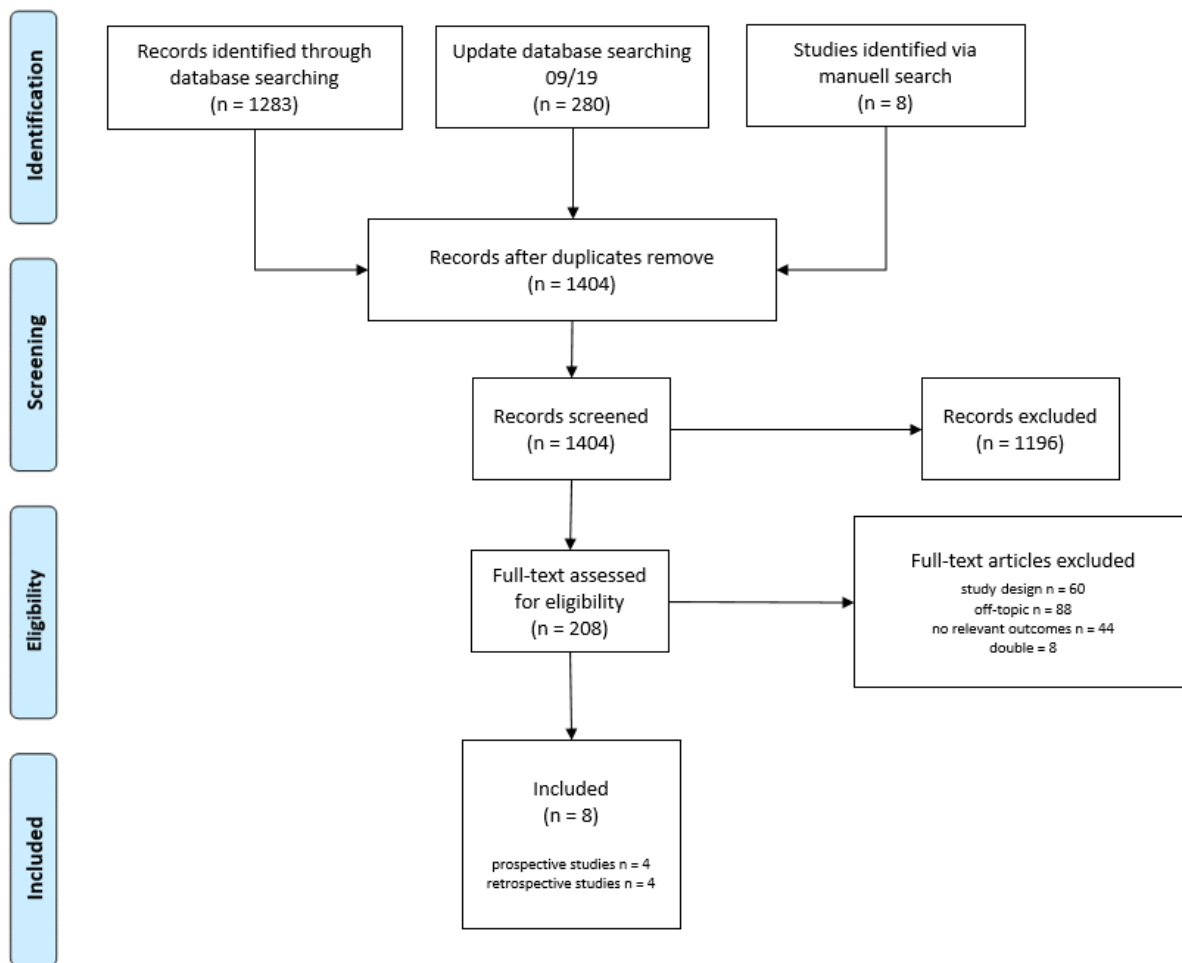 Identification
Records identified through
database searching
(n = 1283)
Update database searching
09/19
(n = 280)
Studies identified via
manuell search
(n = 8)
Records after duplicates remove
(n = 1404)
Screening
Records screened
(n = 1404)
Records excluded
(n = 1196)
Eligibility
Full-text assessed
for eligibility
(n = 208)
Full-text articles excluded
study design n = 60
off-topic n = 88
no relevant outcomes n = 44
double = 8
Included
Included
(n = 8)
prospective studies n = 4
retrospective studies n = 4